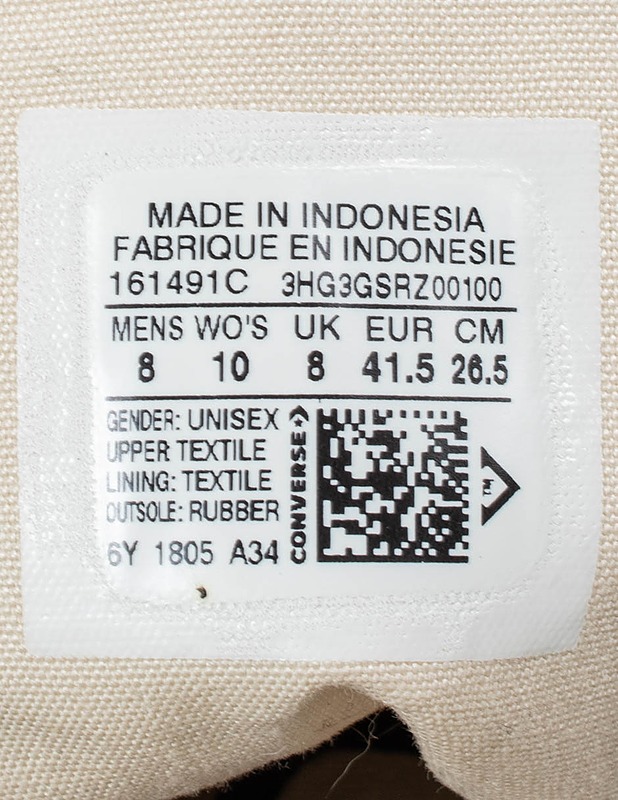 MADE IN INDONESIA
FABRIQUE EN INDONESIE
161491C 3HG3GSRZ00100
MENS WO'S UK EUR CM
8 10 8 41.5 26.5
GENDER: UNISEX
UPPER TEXTILE
LINING: TEXTILE
OUTSOLE: RUBBER
6Y 1805 A34
CONVERSE
TM